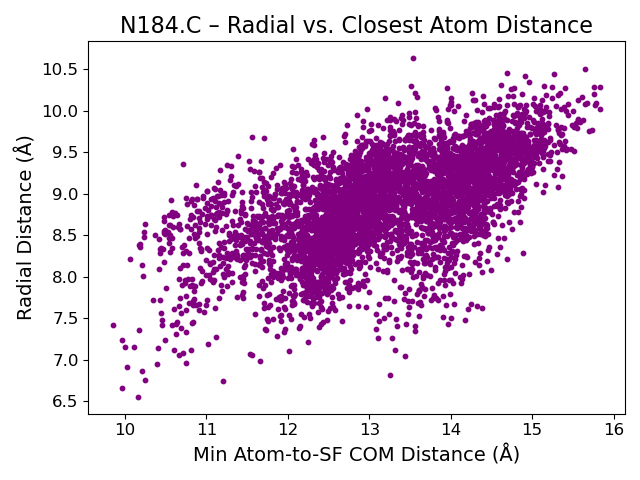 N184.C – Radial vs. Closest Atom Distance
10.5
10.0
9.5
9.0
8.5
8.0
7.5
7.0
6.5
Radial Distance (Å)
10 11 12 13 14 15 16
Min Atom-to-SF COM Distance (Å)